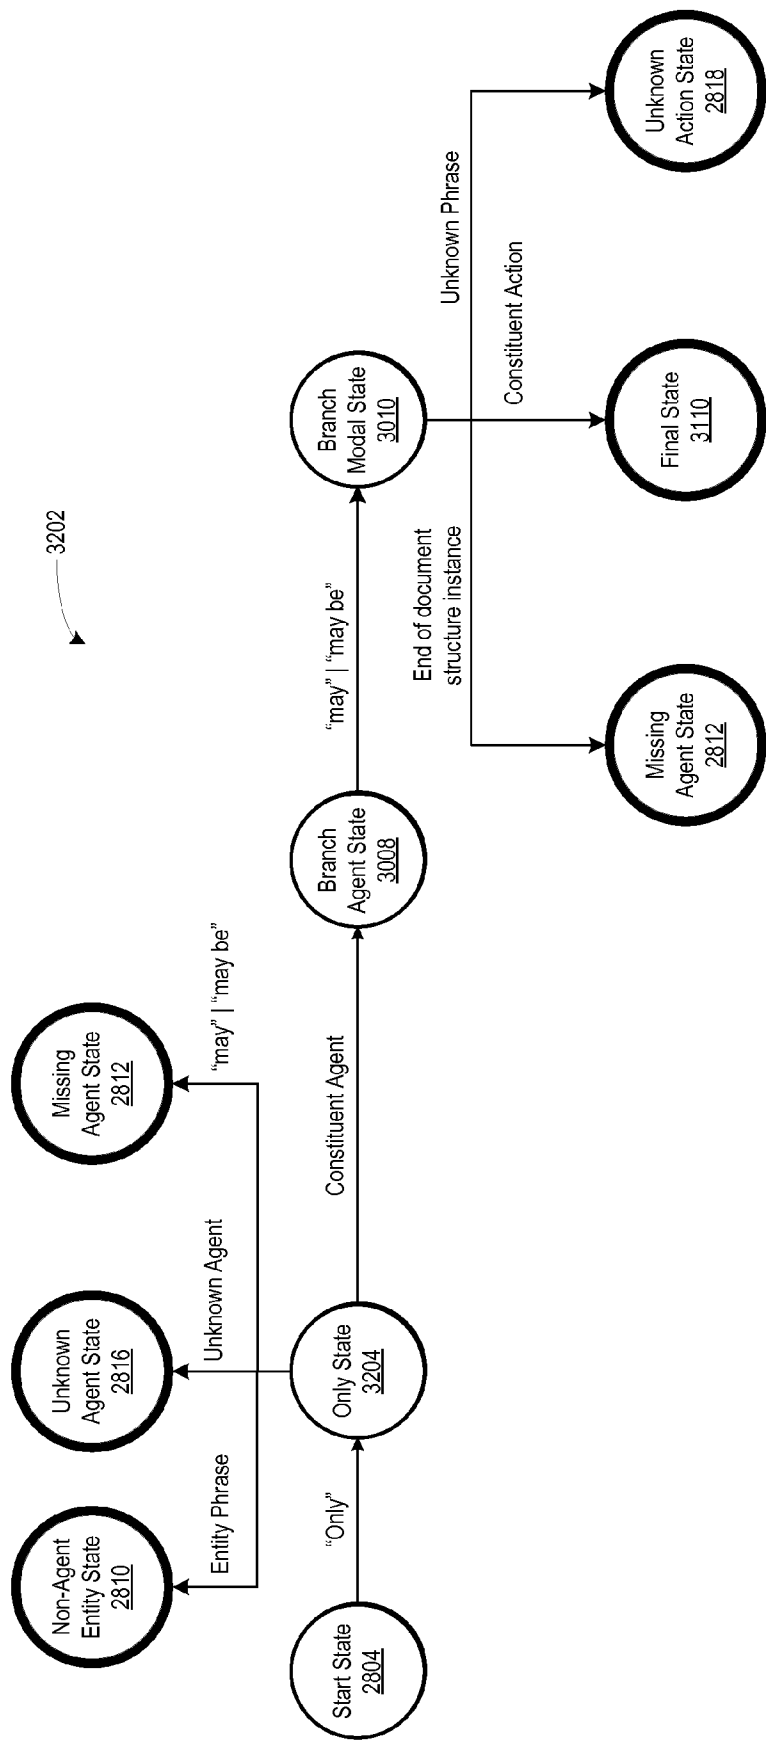 3202
Non-Agent
Entity State
2810
Unknown
Agent State
2816
Missing
Agent State
2812
Entity Phrase
Unknown Agent
“may” | “may be”
Start State
2804
“Only”
Only State
3204
Constituent Agent
Branch
Agent State
3008
“may” | “may be”
Branch
Modal State
3010
End of document
structure instance
Unknown Phrase
Constituent Action
Missing
Agent State
2812
Final State
3110
Unknown
Action State
2818